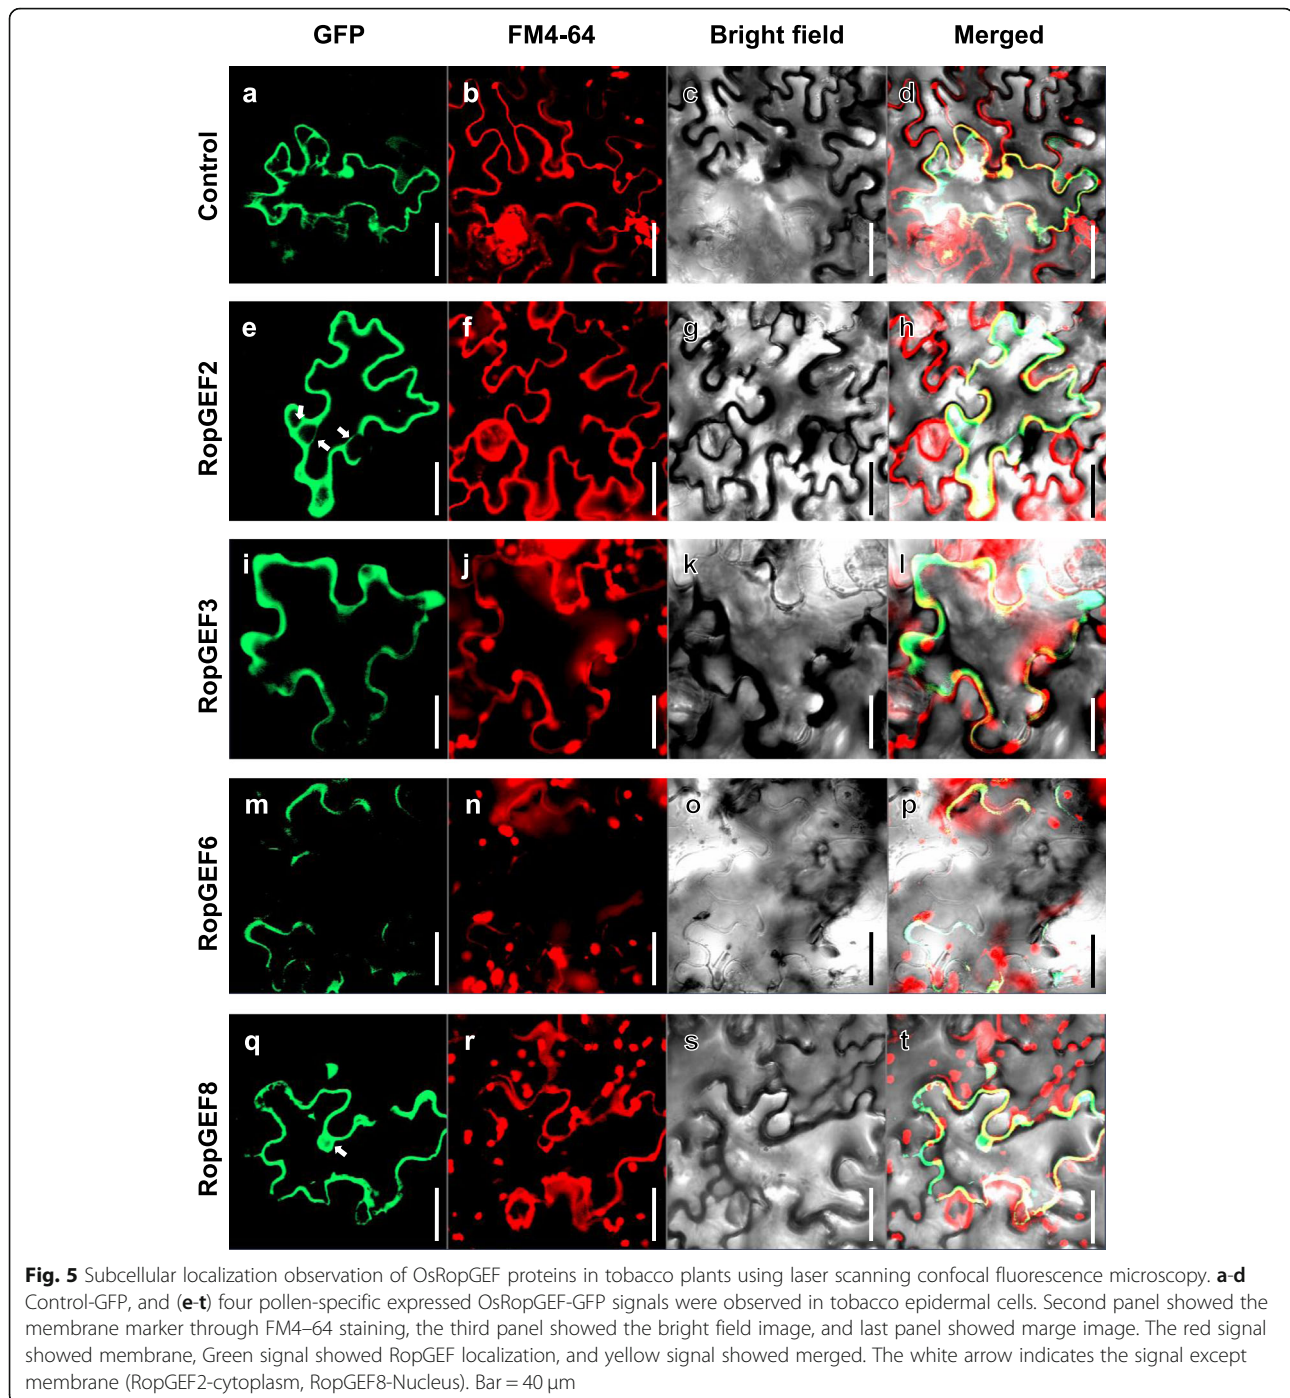 GFP FM4-64 Bright field Merged
Control
a b c d
RopGEF2
e f g h
RopGEF3
i j k l
RopGEF6
m n o p
RopGEF8
q r s t
Fig. 5 Subcellular localization observation of OsRopGEF proteins in tobacco plants using laser scanning confocal fluorescence microscopy. a-d
Control-GFP, and (e-t) four pollen-specific expressed OsRopGEF-GFP signals were observed in tobacco epidermal cells. Second panel showed the
membrane marker through FM4–64 staining, the third panel showed the bright field image, and last panel showed marge image. The red signal
showed membrane, Green signal showed RopGEF localization, and yellow signal showed merged. The white arrow indicates the signal except
membrane (RopGEF2-cytoplasm, RopGEF8-Nucleus). Bar = 40 μm